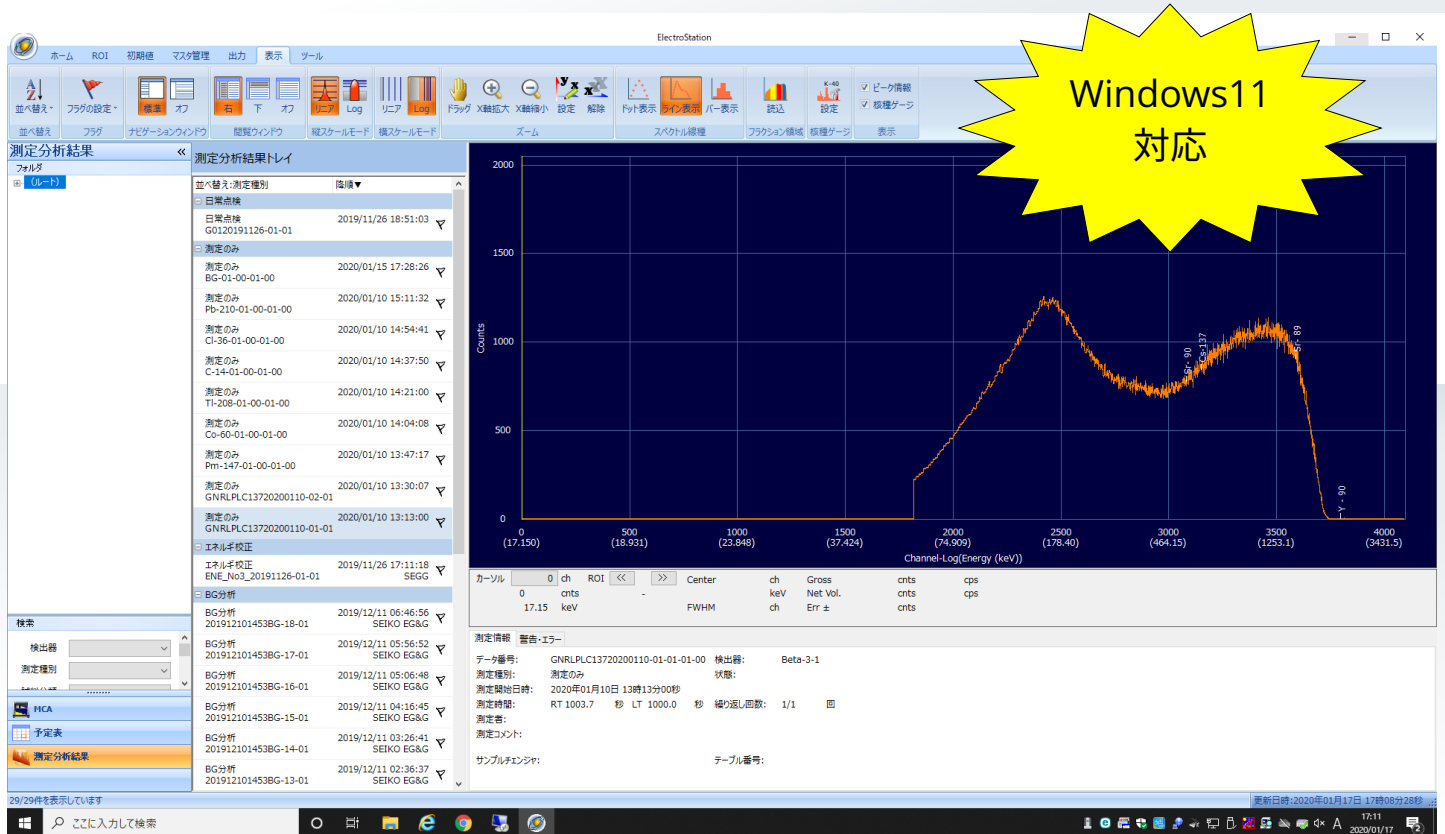 ElectroStation
ホーム ROI 初期値 マスタ管理 出力 表示 ツール
並べ替え フラグの設定 標準 オフ 右 下 オフ リニア Log リニア Log ドラッグ X軸拡大 X軸縮小 設定 解除 ドット表示 ライン表示 バー表示 読込 K-40 設定 ピーク情報
核種ゲージ
並べ替え フラグ ナビゲーションウィンドウ 閲覧ウィンドウ 縦スケールモード 横スケールモード ズーム スペクトル線種 フラクション領域 核種ゲージ 表示
Windows11
対応
測定分析結果 «
フォルダ
(ルート)
測定分析結果トレイ
並べ替え:測定種別 降順▼
日常点検
日常点検 2019/11/26 18:51:03
G0120191126-01-01
測定のみ
測定のみ 2020/01/15 17:28:26
BG-01-00-01-00
測定のみ 2020/01/10 15:11:32
Pb-210-01-00-01-00
測定のみ 2020/01/10 14:54:41
Cl-36-01-00-01-00
測定のみ 2020/01/10 14:37:50
C-14-01-00-01-00
測定のみ 2020/01/10 14:21:00
Tl-208-01-00-01-00
測定のみ 2020/01/10 14:04:08
Co-60-01-00-01-00
測定のみ 2020/01/10 13:47:17
Pm-147-01-00-01-00
測定のみ 2020/01/10 13:30:07
GNRLPLC13720200110-02-01
測定のみ 2020/01/10 13:13:00
GNRLPLC13720200110-01-01
エネルギ校正
エネルギ校正 2019/11/26 17:11:18
ENE_No3_20191126-01-01 SEGG
BG分析
BG分析 2019/12/11 06:46:56
201912101453BG-18-01 SEIKO EG&G
BG分析 2019/12/11 05:56:52
201912101453BG-17-01 SEIKO EG&G
BG分析 2019/12/11 05:06:48
201912101453BG-16-01 SEIKO EG&G
BG分析 2019/12/11 04:16:45
201912101453BG-15-01 SEIKO EG&G
BG分析 2019/12/11 03:26:41
201912101453BG-14-01 SEIKO EG&G
BG分析 2019/12/11 02:36:37
201912101453BG-13-01 SEIKO EG&G
検索
検出器
測定種別
MCA
予定表
測定分析結果
2000
1500
1000
500
0
Counts
Sr- 90
Cs-137
Sr- 89
Y - 90
0 500 1000 1500 2000 2500 3000 3500 4000
(17.150) (18.931) (23.848) (37.424) (74.909) (178.40) (464.15) (1253.1) (3431.5)
Channel-Log(Energy (keV))
カーソル 0 ch ROI << >> Center ch Gross cnts cps
0 cnts - keV Net Vol. cnts cps
17.15 keV FWHM ch Err ± cnts
測定情報 警告・エラー
データ番号: GNRLPLC13720200110-01-01-01-00 検出器: Beta-3-1
測定種別: 測定のみ 状態:
測定開始日時: 2020年01月10日 13時13分00秒
測定時間: RT 1003.7 秒 LT 1000.0 秒 繰り返し回数: 1/1 回
測定者:
測定コメント:
サンプルチェンジャ: テーブル番号:
29/29件を表示しています 更新日時:2020年01月17日 17時08分28秒
ここに入力して検索 A 17:11
2020/01/17